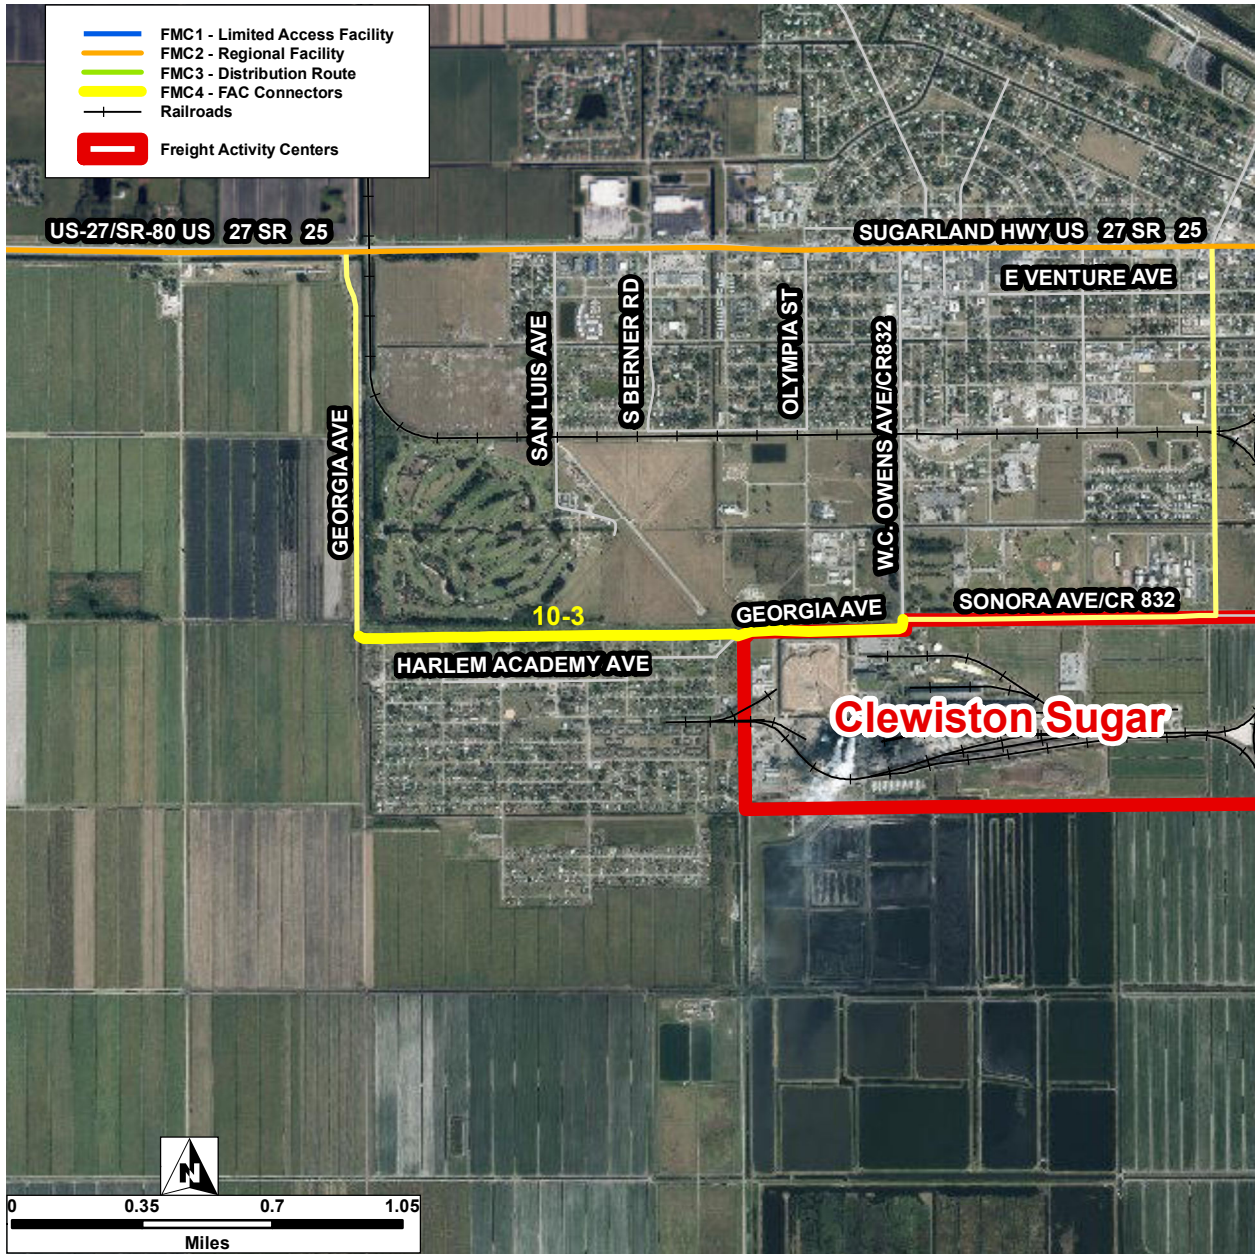 FMC1 - Limited Access Facility
FMC2 - Regional Facility
FMC3 - Distribution Route
FMC4 - FAC Connectors
Railroads
Freight Activity Centers
US-27/SR-80 US 27 SR 25
SUGARLAND HWY US 27 SR 25
E VENTURE AVE
SAN LUIS AVE
S BERNER RD
OLYMPIA ST
W.C. OWENS AVE/CR832
GEORGIA AVE
10-3
GEORGIA AVE
SONORA AVE/CR 832
HARLEM ACADEMY AVE
Clewiston Sugar
N
0 0.35 0.7 1.05
Miles